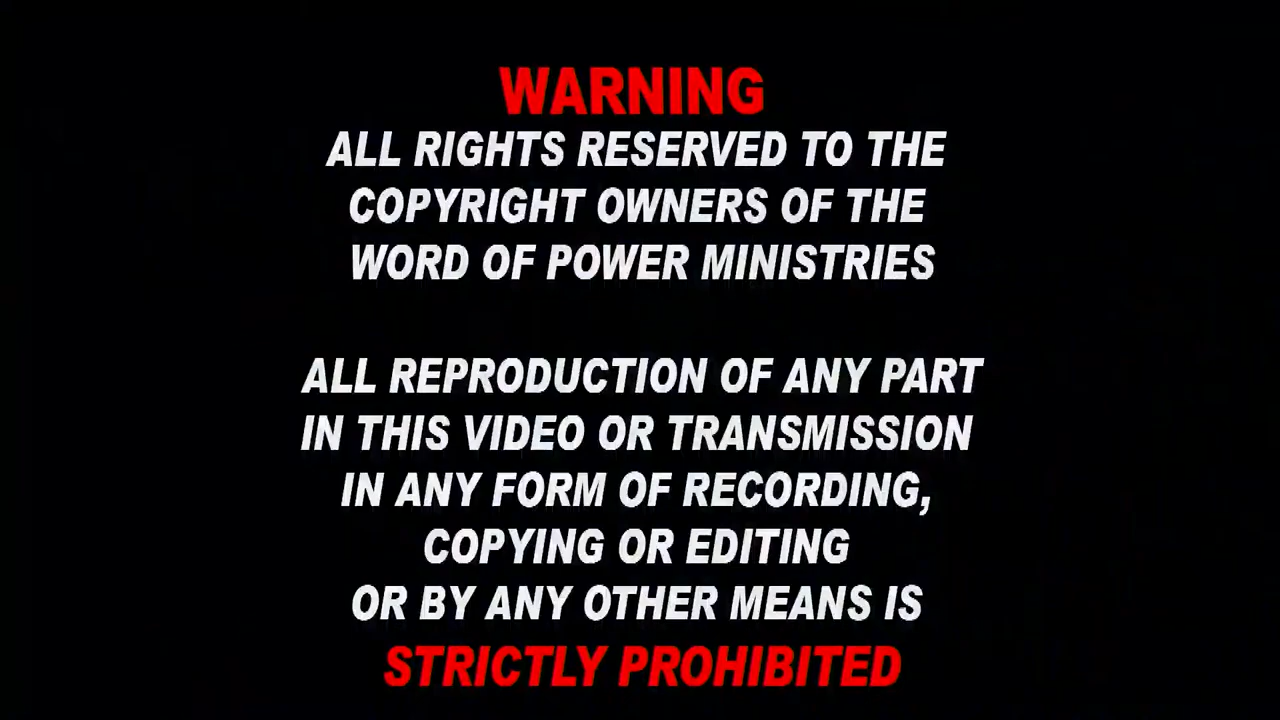 WARNING
ALL RIGHTS RESERVED TO THE
COPYRIGHT OWNERS OF THE
WORD OF POWER MINISTRIES
ALL REPRODUCTION OF ANY PART
IN THIS VIDEO OR TRANSMISSION
IN ANY FORM OF RECORDING,
COPYING OR EDITING
OR BY ANY OTHER MEANS IS
STRICTLY PROHIBITED